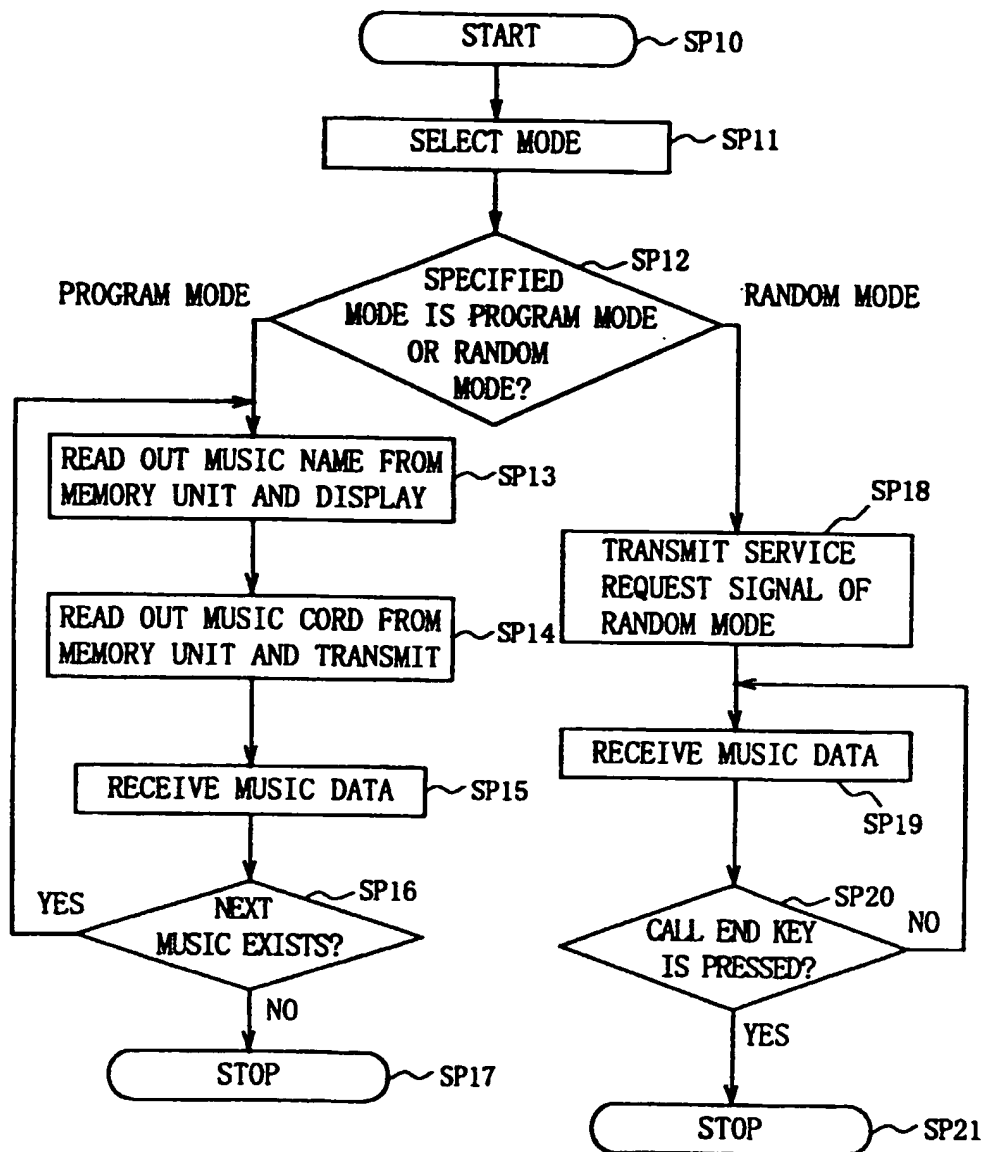 START
SP10
SELECT MODE
SP11
SP12
SPECIFIED
MODE IS PROGRAM MODE
OR RANDOM
MODE?
PROGRAM MODE
RANDOM MODE
READ OUT MUSIC NAME FROM
MEMORY UNIT AND DISPLAY
SP13
READ OUT MUSIC CORD FROM
MEMORY UNIT AND TRANSMIT
SP14
RECEIVE MUSIC DATA
SP15
SP16
NEXT
MUSIC EXISTS?
YES
NO
STOP
SP17
SP18
TRANSMIT SERVICE
REQUEST SIGNAL OF
RANDOM MODE
RECEIVE MUSIC DATA
SP19
SP20
CALL END KEY
IS PRESSED?
NO
YES
STOP
SP21